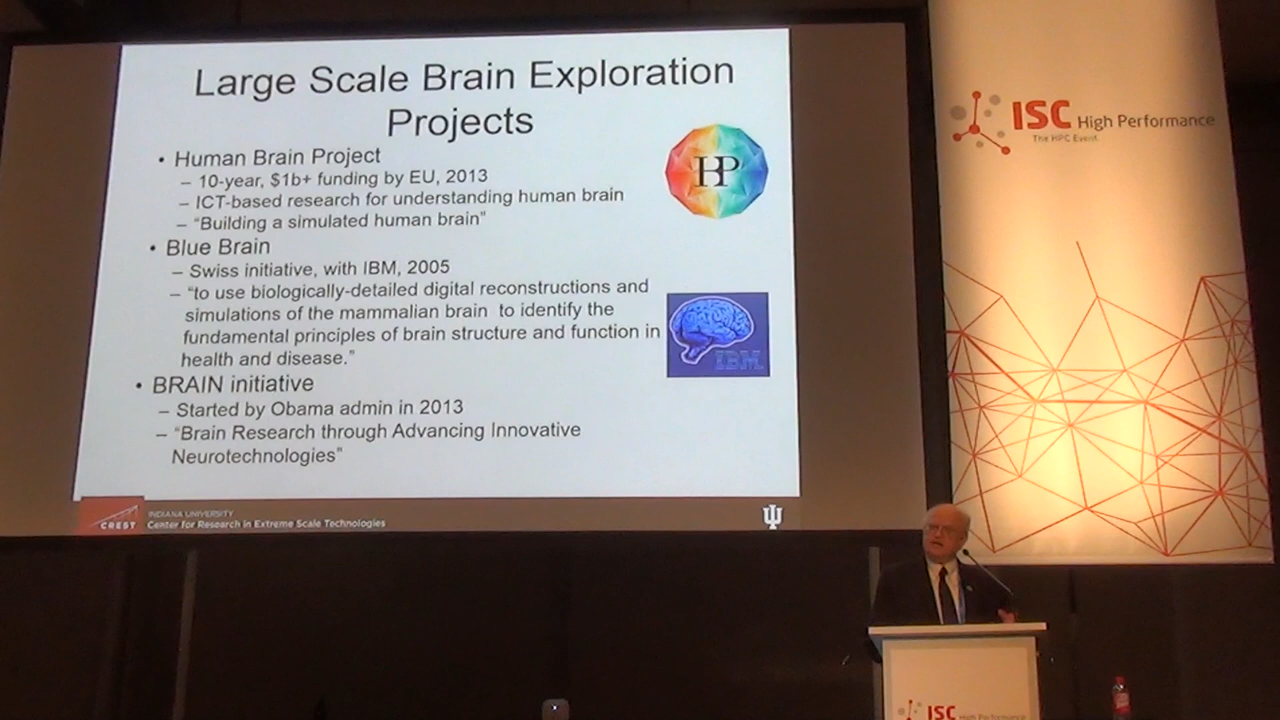 Large Scale Brain Exploration
Projects
• Human Brain Project
– 10-year, $1b+ funding by EU, 2013
– ICT-based research for understanding human brain
– “Building a simulated human brain”
• Blue Brain
– Swiss initiative, with IBM, 2005
– “to use biologically-detailed digital reconstructions and
simulations of the mammalian brain to identify the
fundamental principles of brain structure and function in
health and disease.”
• BRAIN initiative
– Started by Obama admin in 2013
– “Brain Research through Advancing Innovative
Neurotechnologies”
HP
IBM
CREST
INDIANA UNIVERSITY
Center for Research in Extreme Scale Technologies
ISC High Performance
The HPC Event.
ISC High Performance